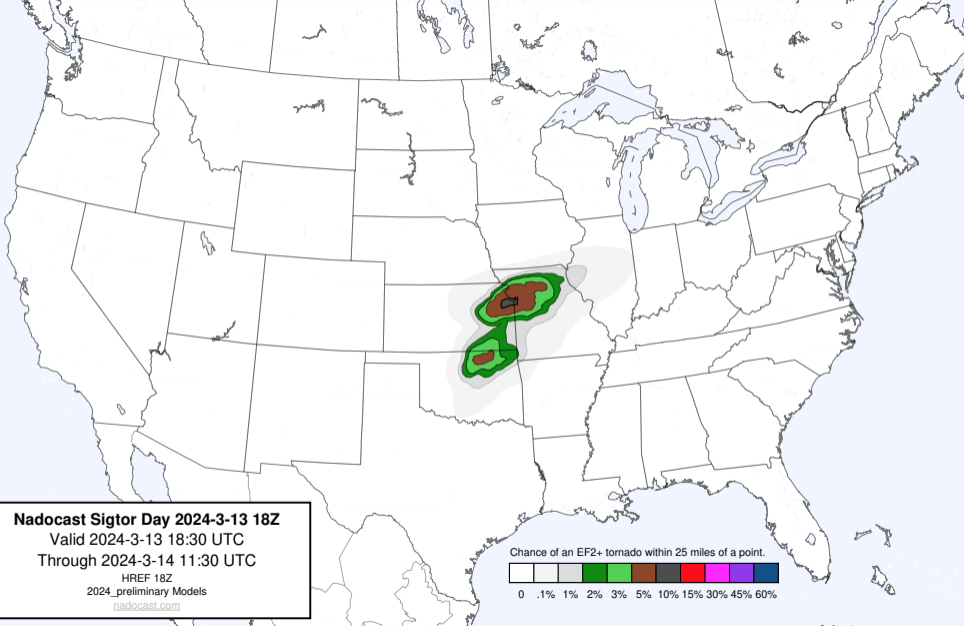 Nadocast Sigtor Day 2024-3-13 18Z
Valid 2024-3-13 18:30 UTC
Through 2024-3-14 11:30 UTC
HREF 18Z
2024_preliminary Models
nadocast.com
Chance of an EF2+ tornado within 25 miles of a point.
0 .1% 1% 2% 3% 5% 10% 15% 30% 45% 60%